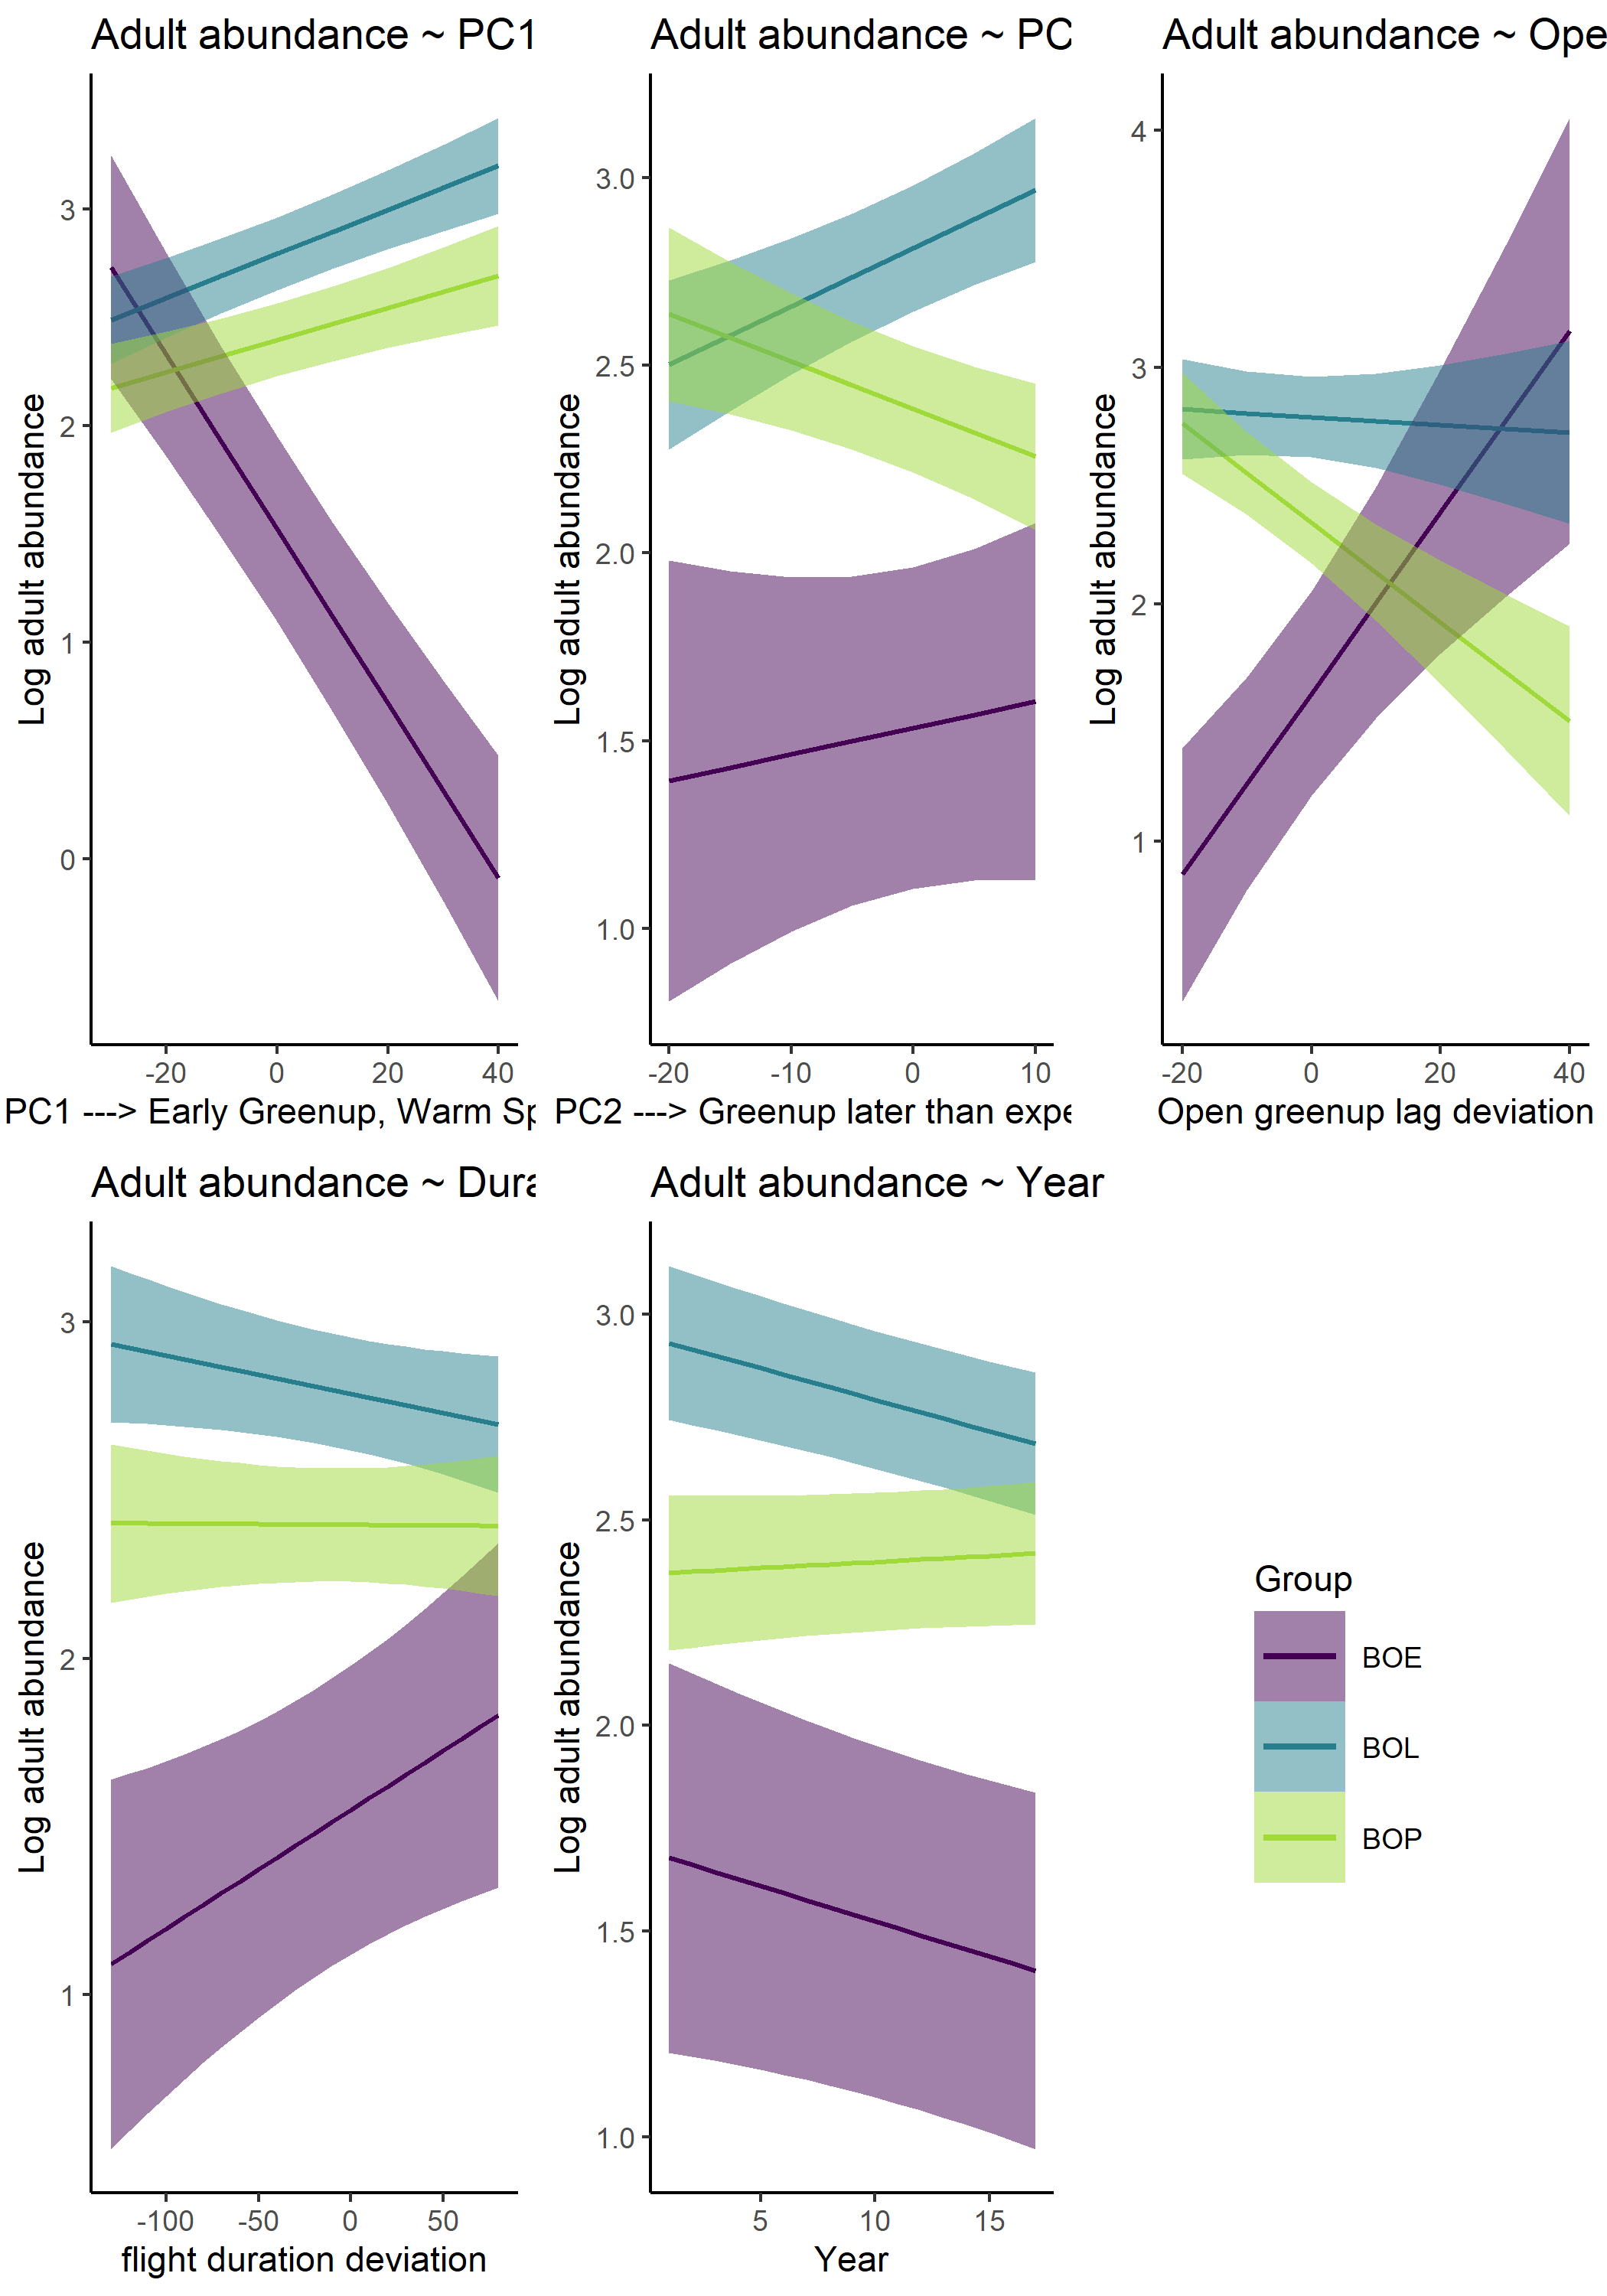 Adult abundance ~ PC1
Adult abundance ~ PC
Adult abundance ~ Ope
Log adult abundance
3
2
1
0
-20 0 20 40
PC1 ---> Early Greenup, Warm Sp
Log adult abundance
3.0
2.5
2.0
1.5
1.0
-20 -10 0 10
PC2 ---> Greenup later than expe
Log adult abundance
4
3
2
1
-20 0 20 40
Open greenup lag deviation
Adult abundance ~ Dura
Adult abundance ~ Year
Log adult abundance
3
2
1
-100 -50 0 50
flight duration deviation
Log adult abundance
3.0
2.5
2.0
1.5
1.0
5 10 15
Year
Group
BOE
BOL
BOP